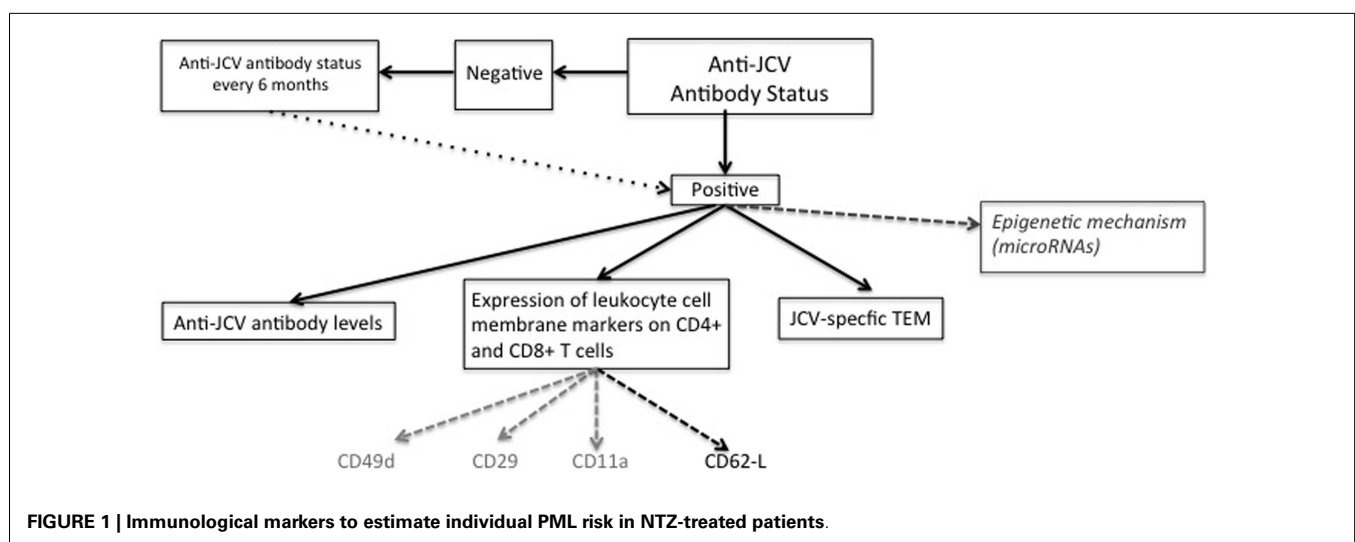 Anti-JCV antibody status
every 6 months
Negative
Anti-JCV
Antibody Status
Positive
Epigenetic mechanism
(microRNAs)
Anti-JCV antibody levels
Expression of leukocyte cell
membrane markers on CD4+
and CD8+ T cells
JCV-specfic TEM
CD49d
CD29
CD11a
CD62-L
FIGURE 1 | Immunological markers to estimate individual PML risk in NTZ-treated patients.